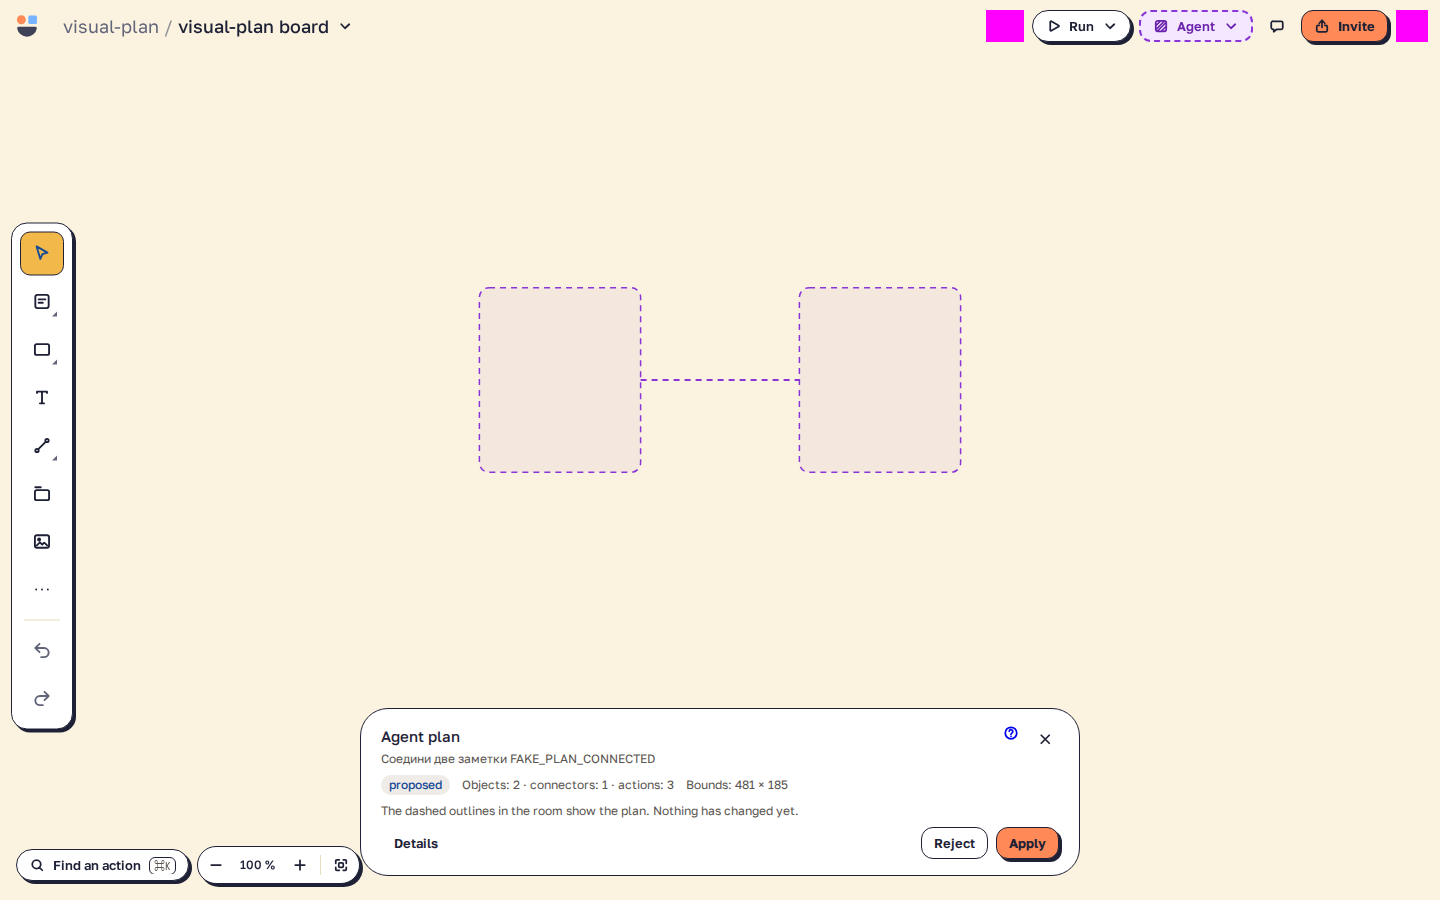 visual-plan / visual-plan board
Run
Agent
Invite
Agent plan
Соедини две заметки FAKE_PLAN_CONNECTED
proposed Objects: 2 · connectors: 1 · actions: 3 Bounds: 481 × 185
The dashed outlines in the room show the plan. Nothing has changed yet.
Details
Reject
Apply
Find an action ⌘K
100 %